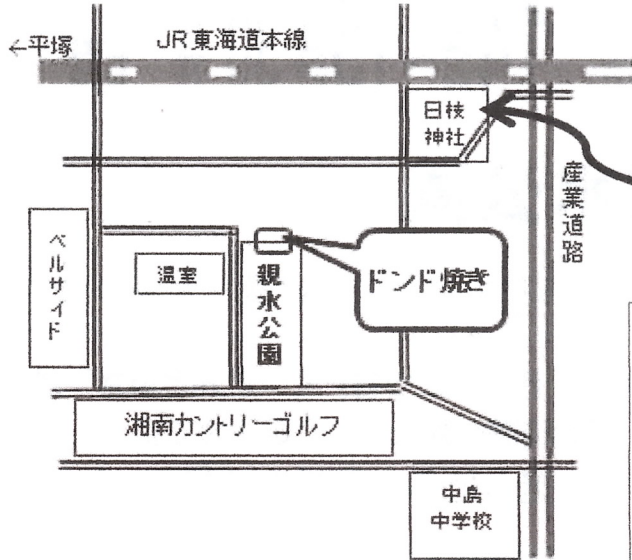 JR東海道本線
←平塚
日枝
神社
産業道路
ベルサイド
温室
親水公園
ドンド焼き
湘南カントリーゴルフ
中島
中学校